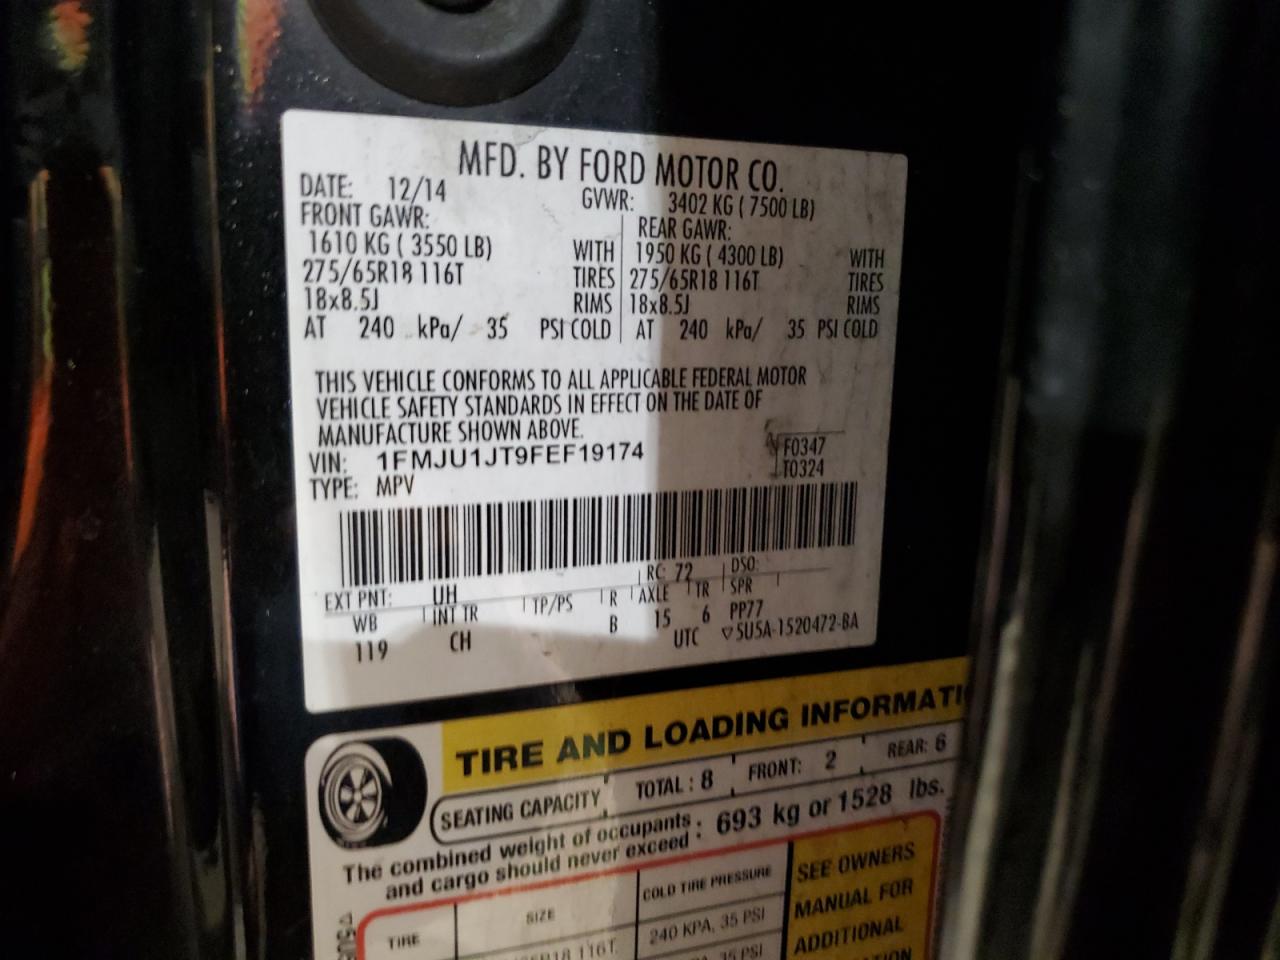 MFD. BY FORD MOTOR CO.
DATE: 12/14 GVWR: 3402 KG ( 7500 LB)
FRONT GAWR: REAR GAWR:
1610 KG ( 3550 LB) WITH 1950 KG ( 4300 LB) WITH
275/65R18 116T TIRES 275/65R18 116T TIRES
18x8.5J RIMS 18x8.5J RIMS
AT 240 kPa/ 35 PSI COLD AT 240 kPa/ 35 PSI COLD
THIS VEHICLE CONFORMS TO ALL APPLICABLE FEDERAL MOTOR
VEHICLE SAFETY STANDARDS IN EFFECT ON THE DATE OF
MANUFACTURE SHOWN ABOVE.
VIN: 1FMJU1JT9FEF19174 F0347
TYPE: MPV T0324
EXT PNT: UH RC: 72 DSO:
WB INT TR TP/PS R AXLE TR SPR
119 CH B 15 6 PP77
UTC ▽5U5A-1520472-BA
TIRE AND LOADING INFORMATI
SEATING CAPACITY TOTAL : 8 FRONT: 2 REAR: 6
The combined weight of occupants
and cargo should never exceed : 693 kg or 1528 lbs.
TIRE SIZE COLD TIRE PRESSURE SEE OWNERS
MANUAL FOR
116T. 240 KPA, 35 PSI ADDITIONAL
35 PSI